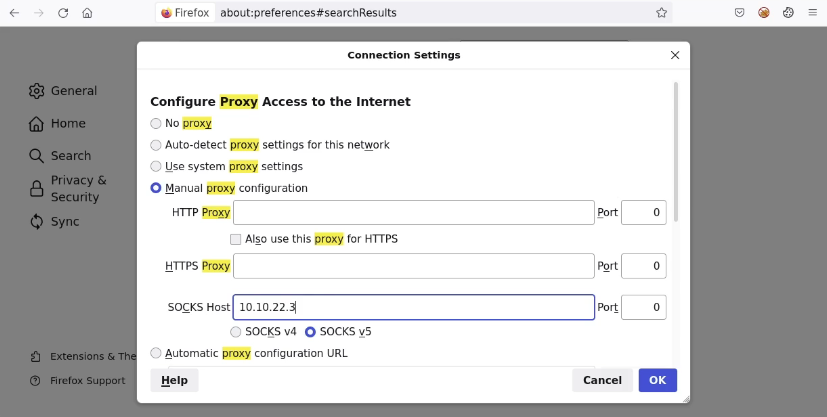 Firefox about:preferences#searchResults
Connection Settings
General
Home
Search
Privacy &
Security
Sync
Extensions & The
Firefox Support
Configure Proxy Access to the Internet
No proxy
Auto-detect proxy settings for this network
Use system proxy settings
Manual proxy configuration
HTTP Proxy Port 0
Also use this proxy for HTTPS
HTTPS Proxy Port 0
SOCKS Host 10.10.22.3 Port 0
SOCKS v4 SOCKS v5
Automatic proxy configuration URL
Help Cancel OK